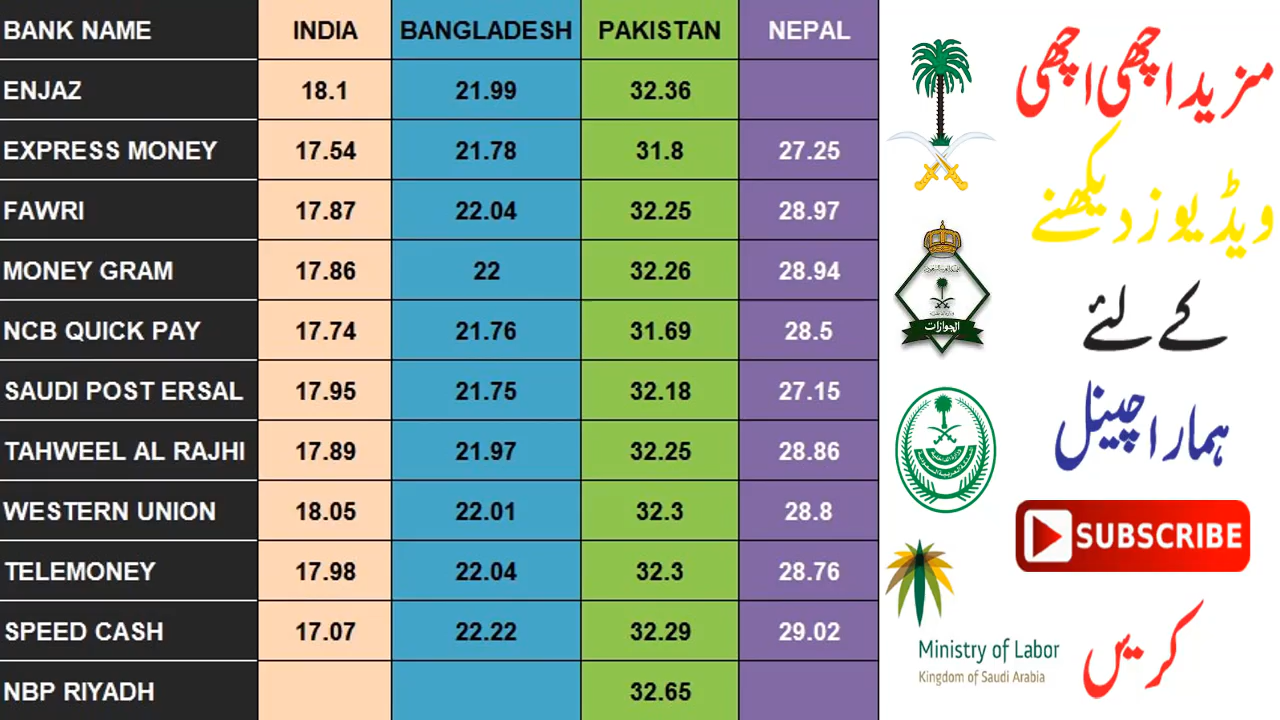 BANK NAME INDIA BANGLADESH PAKISTAN NEPAL
ENJAZ 18.1 21.99 32.36
EXPRESS MONEY 17.54 21.78 31.8 27.25
FAWRI 17.87 22.04 32.25 28.97
MONEY GRAM 17.86 22 32.26 28.94
NCB QUICK PAY 17.74 21.76 31.69 28.5
SAUDI POST ERSAL 17.95 21.75 32.18 27.15
TAHWEEL AL RAJHI 17.89 21.97 32.25 28.86
WESTERN UNION 18.05 22.01 32.3 28.8
TELEMONEY 17.98 22.04 32.3 28.76
SPEED CASH 17.07 22.22 32.29 29.02
NBP RIYADH 32.65
مزید اچھی اچھی
ویڈیوز دیکھنے
کے لئے
ہمارا چینل
SUBSCRIBE
کریں
الجوازات
Ministry of Labor
Kingdom of Saudi Arabia